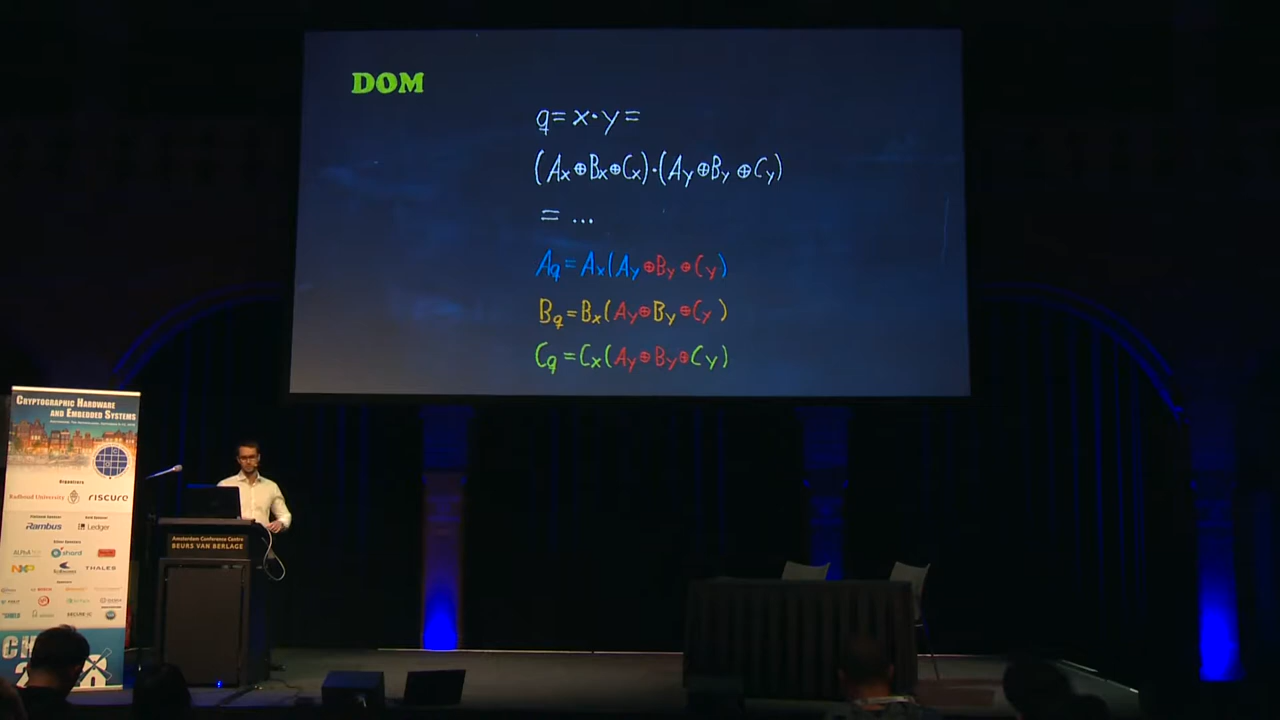 DOM
q=x·y=
(Ax⊕Bx⊕Cx)·(Ay⊕By⊕Cy)
= ...
Aq=Ax(Ay⊕By⊕Cy)
Bq=Bx(Ay⊕By⊕Cy)
Cq=Cx(Ay⊕By⊕Cy)
CRYPTOGRAPHIC HARDWARE
AND EMBEDDED SYSTEMS
Organizers
Radboud University
riscure
Rambus
Ledger
shard
NXP
THALES
Amsterdam Conference Centre
BEURS VAN BERLAGE